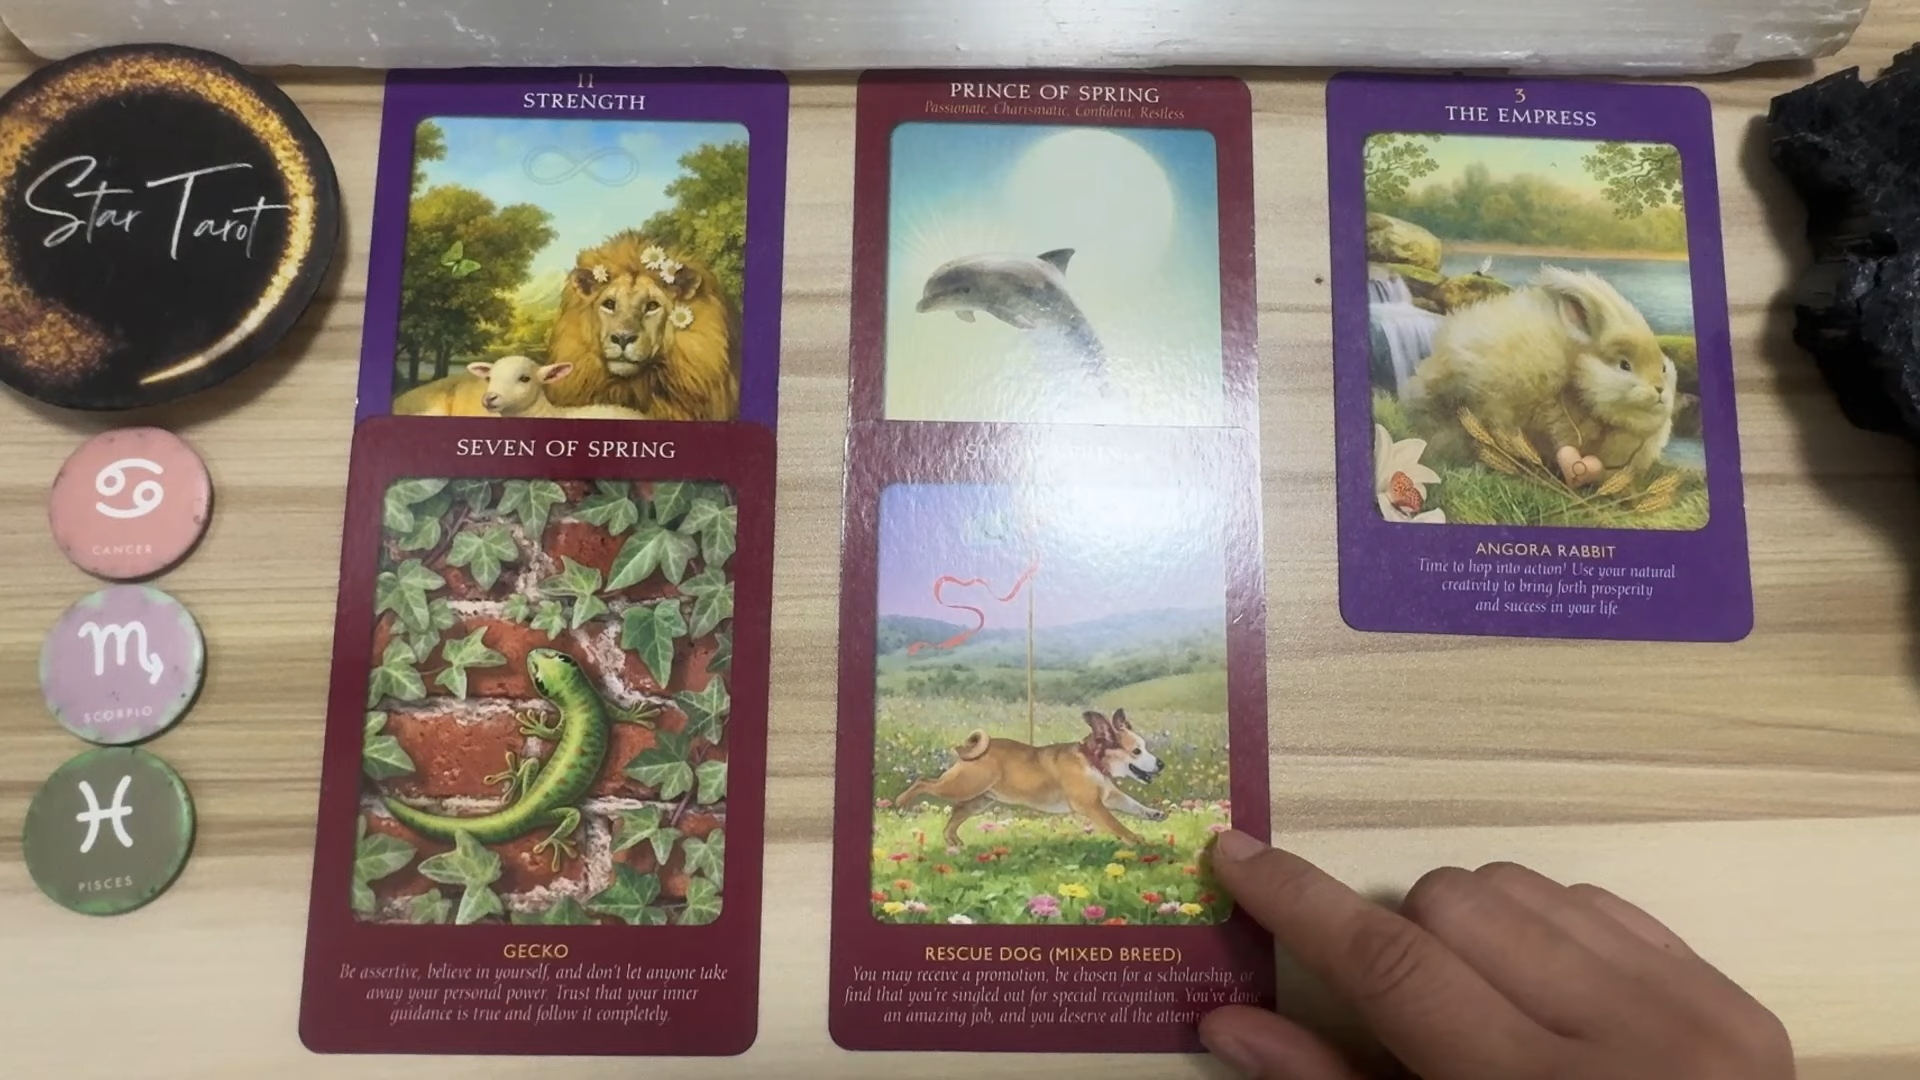 Star Tarot
CANCER
SCORPIO
PISCES
11
STRENGTH
SEVEN OF SPRING
GECKO
Be assertive, believe in yourself, and don't let anyone take
away your personal power. Trust that your inner
guidance is true and follow it completely.
PRINCE OF SPRING
Passionate, Charismatic, Confident, Restless
SIX
RESCUE DOG (MIXED BREED)
You may receive a promotion, be chosen for a scholarship, or
find that you're singled out for special recognition. You've done
an amazing job, and you deserve all the
3
THE EMPRESS
ANGORA RABBIT
Time to hop into action! Use your natural
creativity to bring forth prosperity
and success in your life.